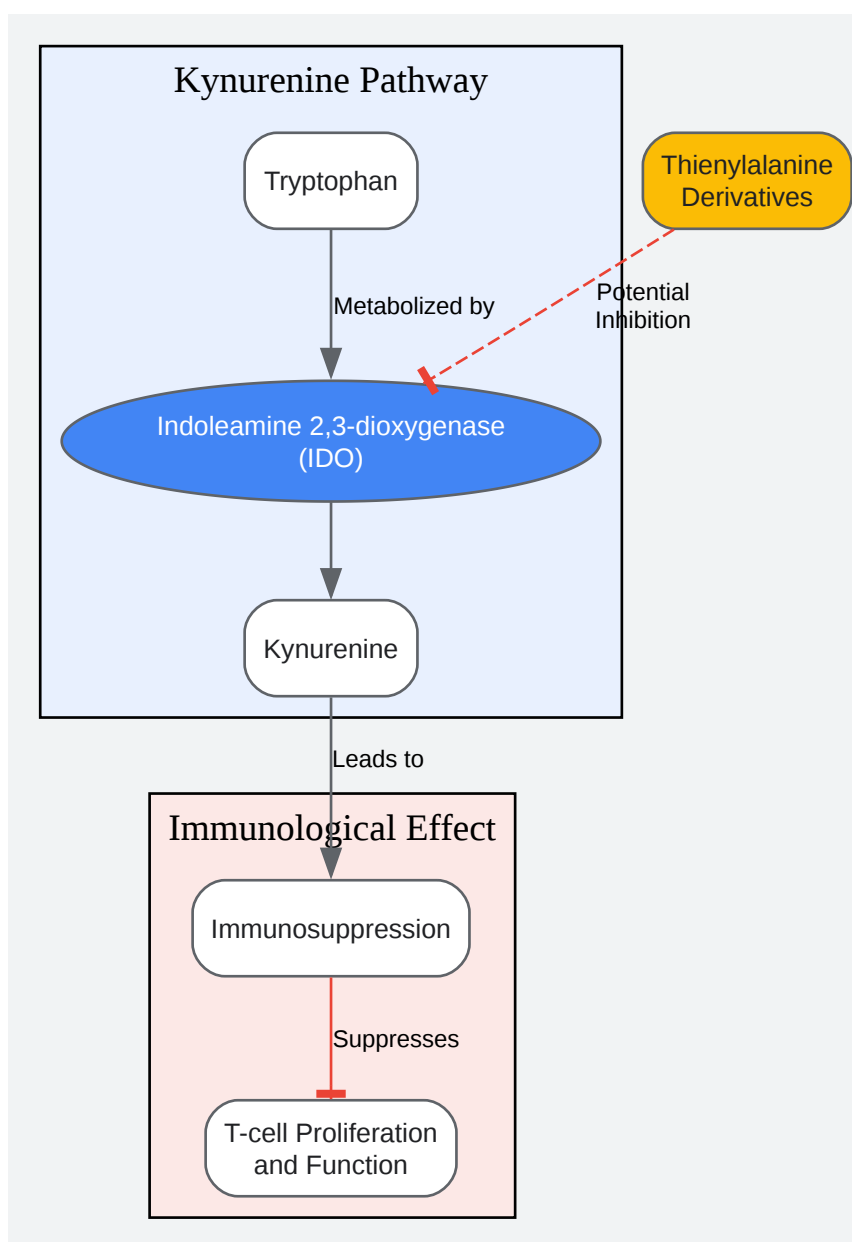 Kynurenine Pathway
Tryptophan
Thienylalanine
Derivatives
Metabolized by
Potential
Inhibition
Indoleamine 2,3-dioxygenase
(IDO)
Kynurenine
Leads to
Immunological Effect
Immunosuppression
Suppresses
T-cell Proliferation
and Function